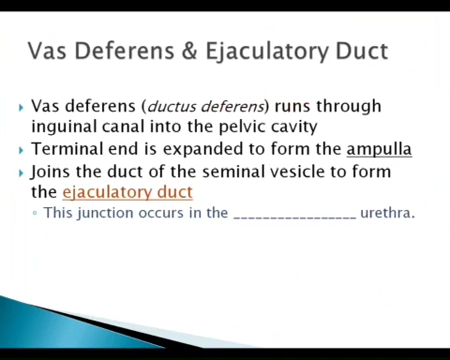 Vas Deferens & Ejaculatory Duct
Vas deferens (ductus deferens) runs through
inguinal canal into the pelvic cavity
Terminal end is expanded to form the ampulla
Joins the duct of the seminal vesicle to form
the ejaculatory duct
This junction occurs in the _________________ urethra.